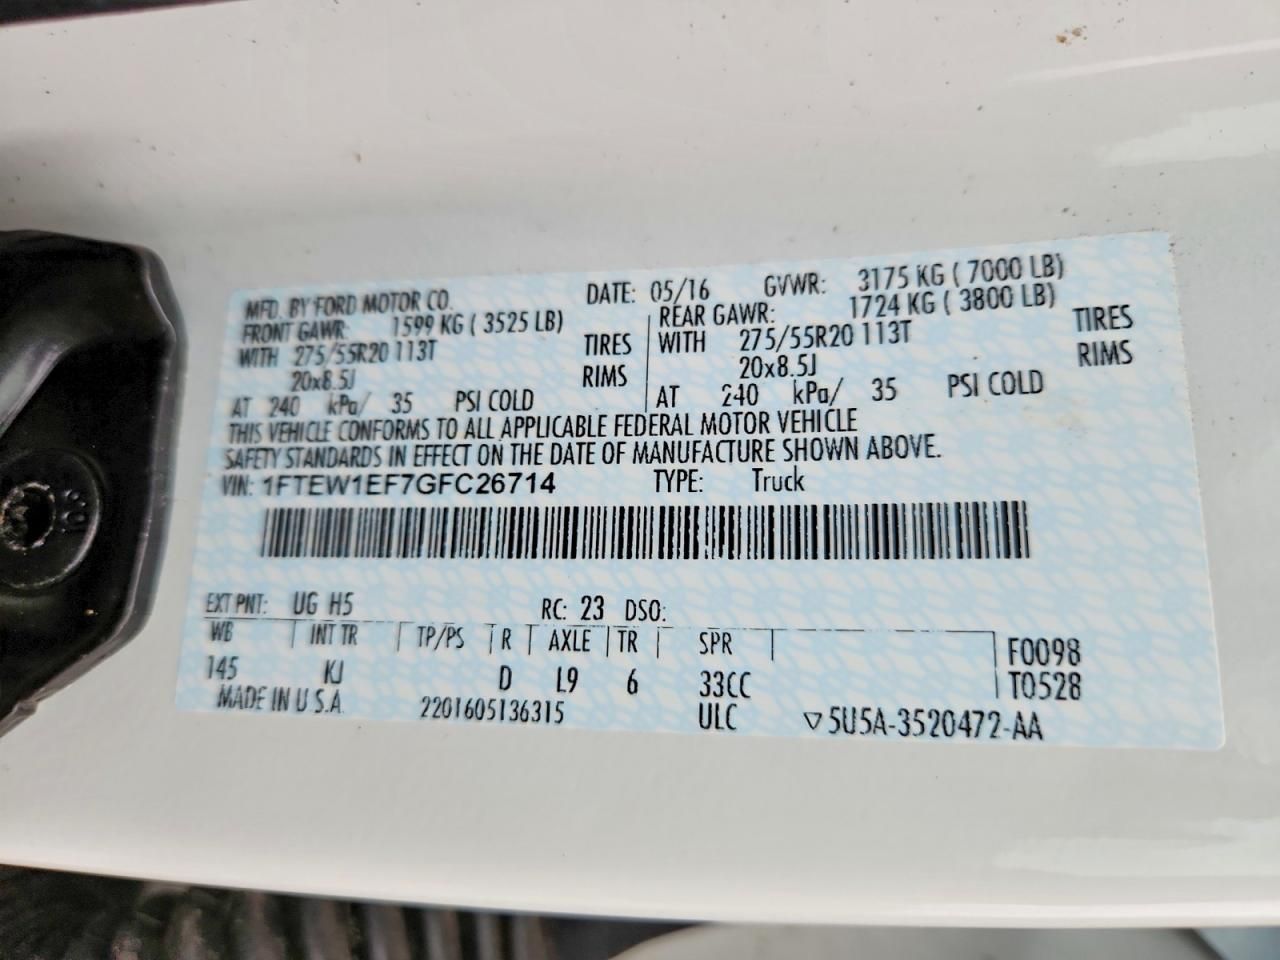 MFD. BY FORD MOTOR CO. DATE: 05/16 GVWR: 3175 KG ( 7000 LB)
FRONT GAWR: 1599 KG ( 3525 LB) REAR GAWR: 1724 KG ( 3800 LB)
WITH 275/55R20 113T TIRES WITH 275/55R20 113T TIRES
20x8.5J RIMS 20x8.5J RIMS
AT 240 kPa/ 35 PSI COLD AT 240 kPa/ 35 PSI COLD
THIS VEHICLE CONFORMS TO ALL APPLICABLE FEDERAL MOTOR VEHICLE
SAFETY STANDARDS IN EFFECT ON THE DATE OF MANUFACTURE SHOWN ABOVE.
VIN: 1FTEW1EF7GFC26714 TYPE: Truck
EXT PNT: UG H5 RC: 23 DSO:
WB INT TR TP/PS R AXLE TR SPR F0098
145 KJ D L9 6 33CC T0528
MADE IN U.S.A. 2201605136315 ULC ▽5U5A-3520472-AA